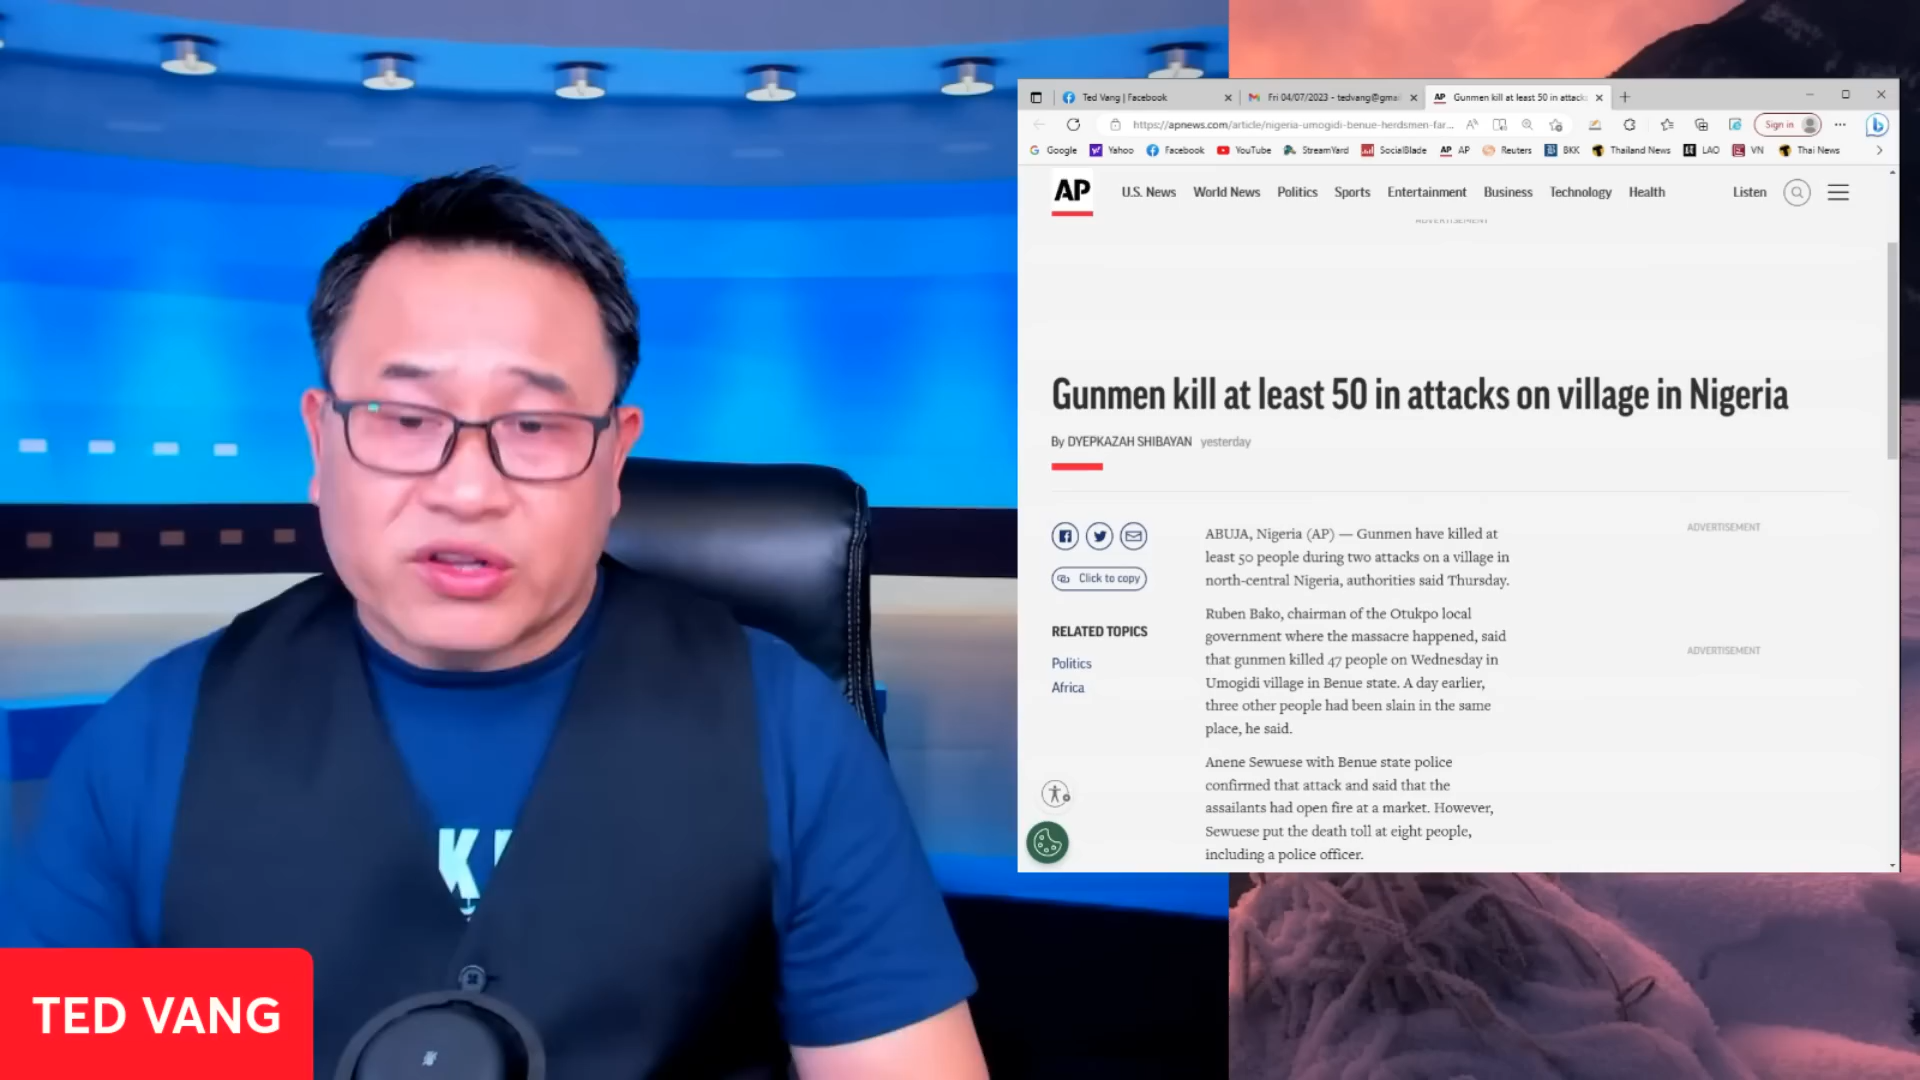 Ted Vang | Facebook
Fri 04/07/2023 - tedvang@gmai
AP Gunmen kill at least 50 in attacks
https://apnews.com/article/nigeria-umogidi-benue-herdsmen-far...
Sign in
Google Yahoo Facebook YouTube StreamYard SocialBlade AP AP Reuters BKK Thailand News LAO VN Thai News
AP
U.S. News World News Politics Sports Entertainment Business Technology Health Listen
ADVERTISEMENT
Gunmen kill at least 50 in attacks on village in Nigeria
By DYEPKAZAH SHIBAYAN yesterday
Click to copy
RELATED TOPICS
Politics
Africa
ABUJA, Nigeria (AP) — Gunmen have killed at
least 50 people during two attacks on a village in
north-central Nigeria, authorities said Thursday.
Ruben Bako, chairman of the Otukpo local
government where the massacre happened, said
that gunmen killed 47 people on Wednesday in
Umogidi village in Benue state. A day earlier,
three other people had been slain in the same
place, he said.
Anene Sewuese with Benue state police
confirmed that attack and said that the
assailants had open fire at a market. However,
Sewuese put the death toll at eight people,
including a police officer.
ADVERTISEMENT
ADVERTISEMENT
TED VANG